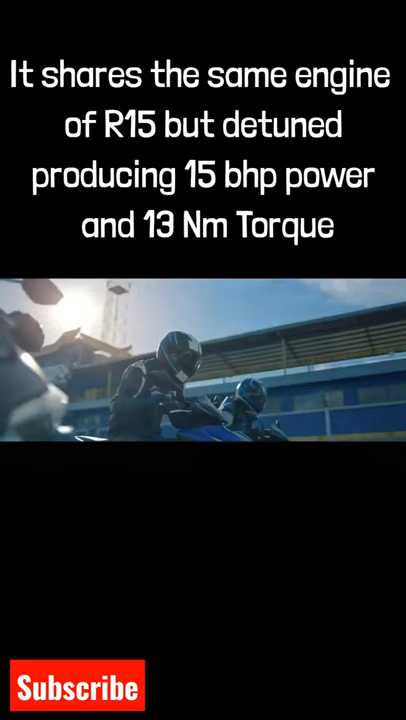 It shares the same engine
of R15 but detuned
producing 15 bhp power
and 13 Nm Torque
Subscribe